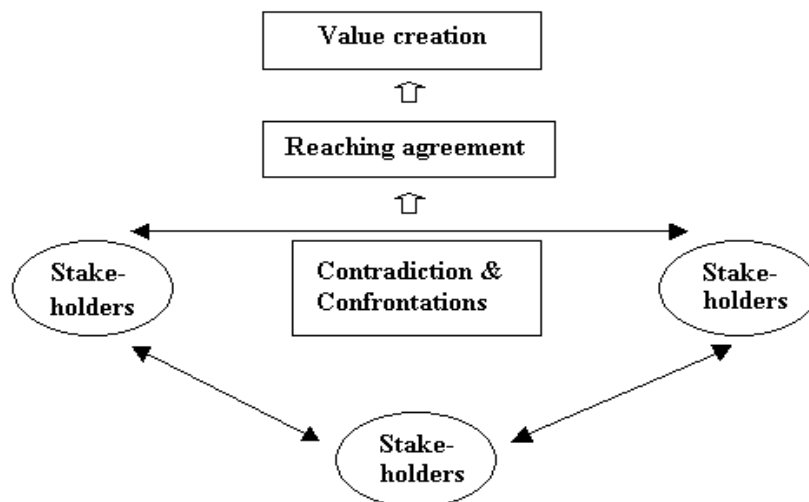 Value creation
Reaching agreement
Stake-
holders
Contradiction &
Confrontations
Stake-
holders
Stake-
holders